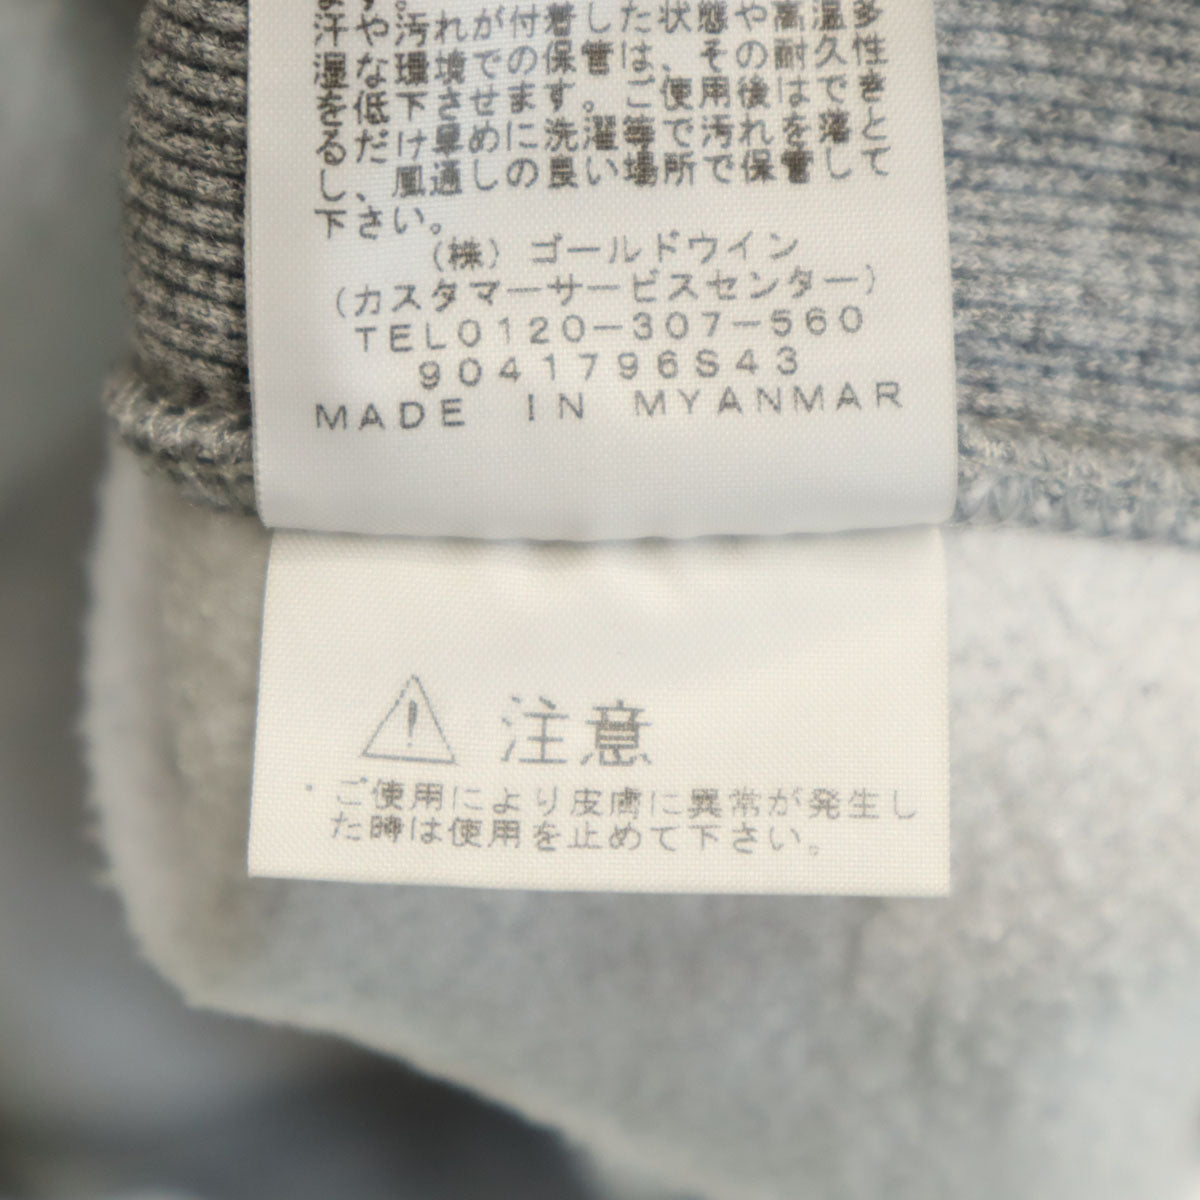 汗や汚れが付着した状態や高温多
湿な環境での保管は、その耐久性
を低下させます。ご使用後はでき
るだけ早めに洗濯等で汚れを落と
し、風通しの良い場所で保管して
下さい。
(株) ゴールドウイン
(カスタマーサービスセンター)
TEL0120-307-560
9041796S43
MADE IN MYANMAR
注意
・ご使用により皮膚に異常が発生し
た時は使用を止めて下さい。